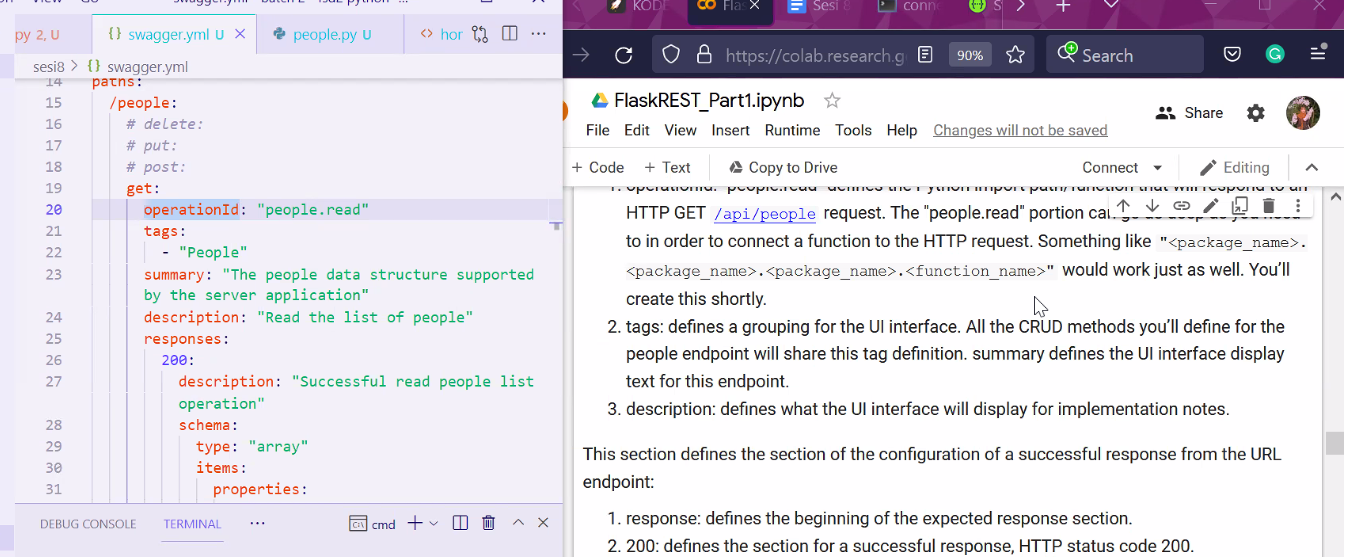 swagger.yml
py 2, U
{} swagger.yml U
people.py U
<> hor
sesi8 > {} swagger.yml
14 paths:
15 /people:
16 # delete:
17 # put:
18 # post:
19 get:
20 operationId: "people.read"
21 tags:
22 - "People"
23 summary: "The people data structure supported
by the server application"
24 description: "Read the list of people"
25 responses:
26 200:
27 description: "Successful read people list
operation"
28 schema:
29 type: "array"
30 items:
31 properties:
DEBUG CONSOLE TERMINAL ... cmd
KODE Fla Sesi 8 conn S
https://colab.research.g 90% Search
FlaskREST_Part1.ipynb
Share
File Edit View Insert Runtime Tools Help Changes will not be saved
+ Code + Text Copy to Drive Connect Editing
1. operationId: "people.read" defines the Python import path/function that will respond to an
HTTP GET /api/people request. The "people.read" portion can go as deep as you need
to in order to connect a function to the HTTP request. Something like "<package_name>.
<package_name>.<package_name>.<function_name>" would work just as well. You’ll
create this shortly.
2. tags: defines a grouping for the UI interface. All the CRUD methods you’ll define for the
people endpoint will share this tag definition. summary defines the UI interface display
text for this endpoint.
3. description: defines what the UI interface will display for implementation notes.
This section defines the section of the configuration of a successful response from the URL
endpoint:
1. response: defines the beginning of the expected response section.
2. 200: defines the section for a successful response, HTTP status code 200.